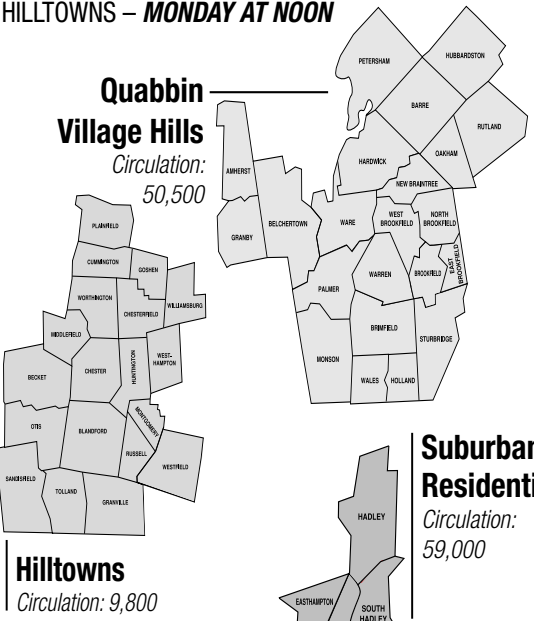 HILLTOWNS – MONDAY AT NOON
Quabbin
Village Hills
Circulation:
50,500
PETERSHAM
HUBBARDSTON
BARRE
RUTLAND
OAKHAM
HARDWICK
NEW BRAINTREE
AMHERST
BELCHERTOWN
GRANBY
WARE
WEST
BROOKFIELD
NORTH
BROOKFIELD
EAST
BROOKFIELD
BROOKFIELD
WARREN
PALMER
BRIMFIELD
STURBRIDGE
MONSON
WALES
HOLLAND
PLAINFIELD
CUMMINGTON
GOSHEN
WORTHINGTON
CHESTERFIELD
WILLIAMSBURG
MIDDLEFIELD
WEST-
HAMPTON
HUNTINGTON
CHESTER
BECKET
MONTGOMERY
OTIS
BLANDFORD
RUSSELL
WESTFIELD
SANDISFIELD
TOLLAND
GRANVILLE
Hilltowns
Circulation: 9,800
Suburban
Residenti
Circulation:
59,000
HADLEY
EASTHAMPTON
SOUTH
HADLEY